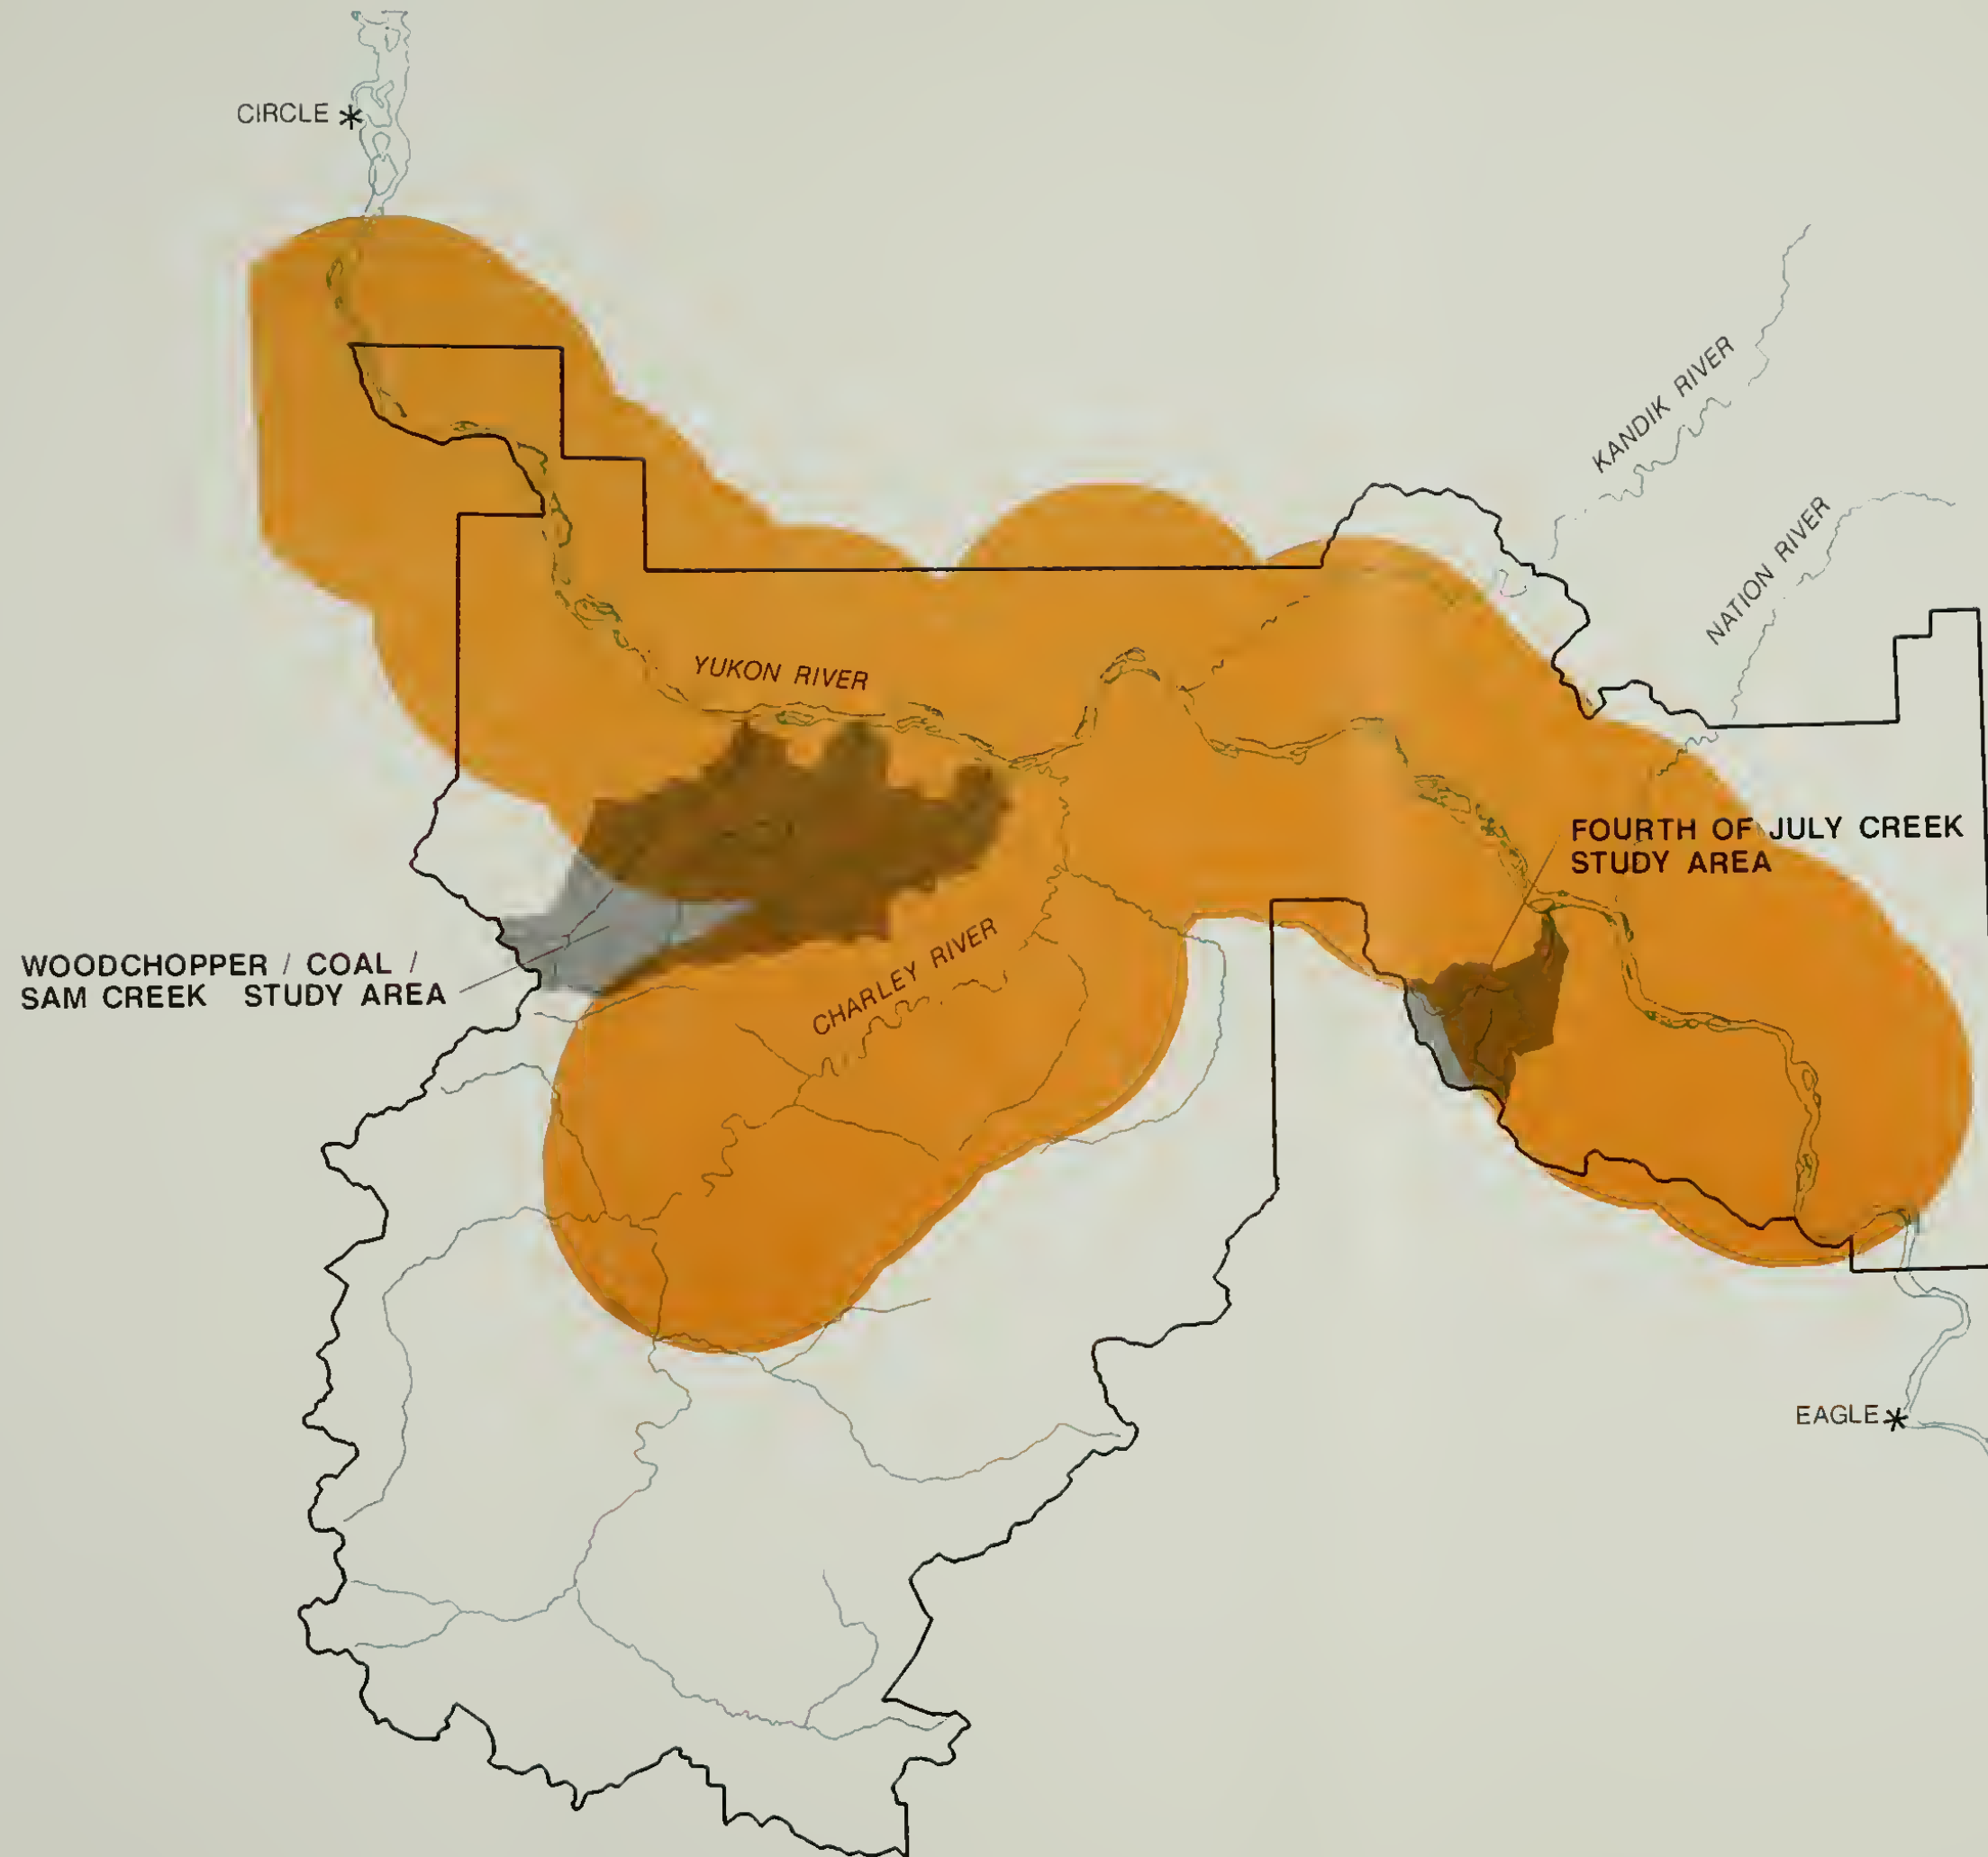 CIRCLE
KANDIK RIVER
NATION RIVER
YUKON RIVER
FOURTH OF JULY CREEK
STUDY AREA
WOODCHOPPER / COAL /
SAM CREEK STUDY AREA
CHARLEY RIVER
EAGLE